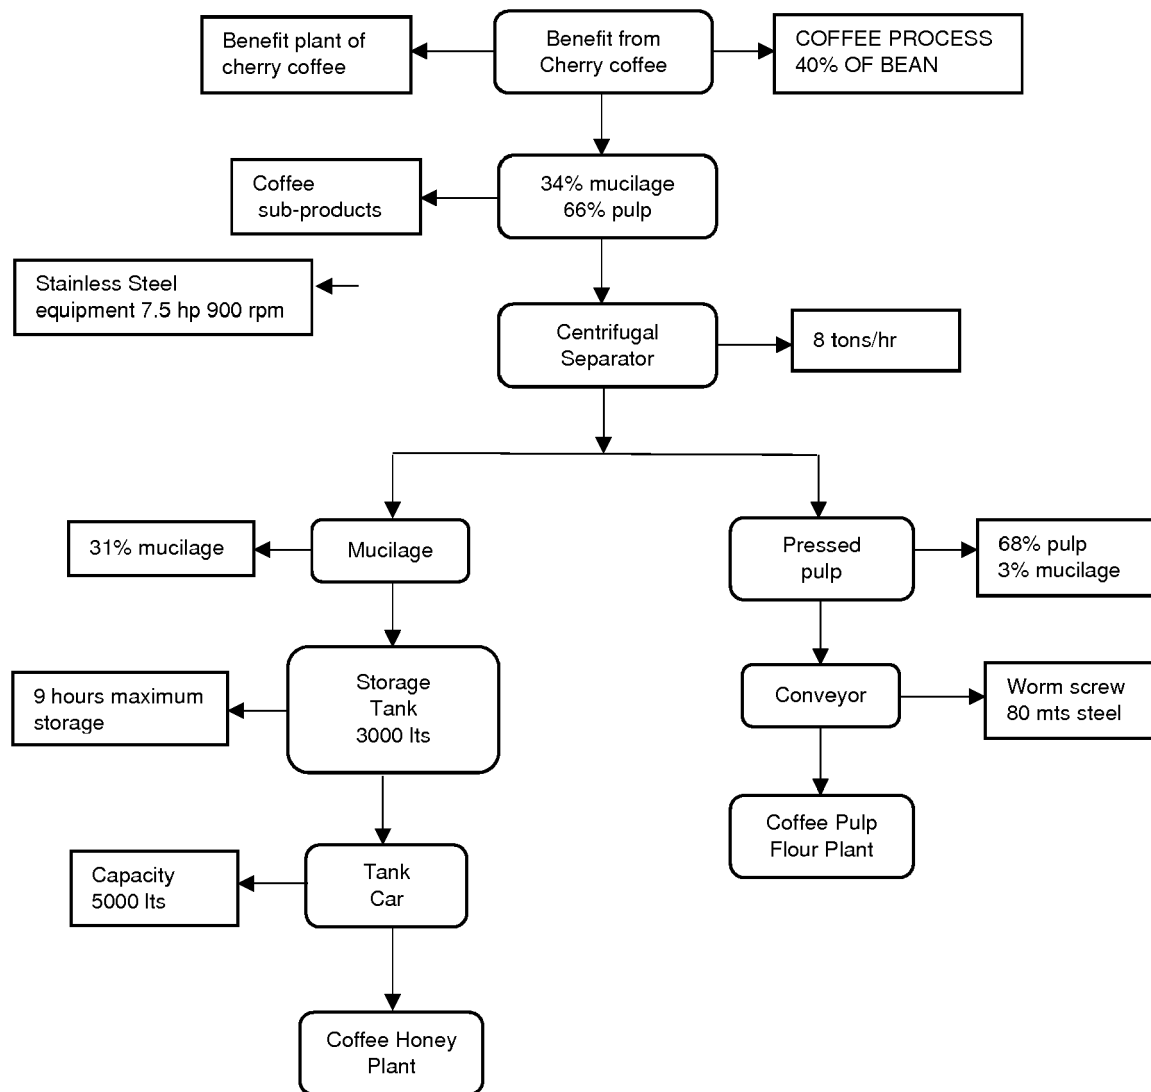 Benefit plant of
cherry coffee
Benefit from
Cherry coffee
COFFEE PROCESS
40% OF BEAN
Coffee
sub-products
34% mucilage
66% pulp
Stainless Steel
equipment 7.5 hp 900 rpm
Centrifugal
Separator
8 tons/hr
31% mucilage
Mucilage
Pressed
pulp
68% pulp
3% mucilage
9 hours maximum
storage
Storage
Tank
3000 lts
Conveyor
Worm screw
80 mts steel
Coffee Pulp
Flour Plant
Capacity
5000 lts
Tank
Car
Coffee Honey
Plant